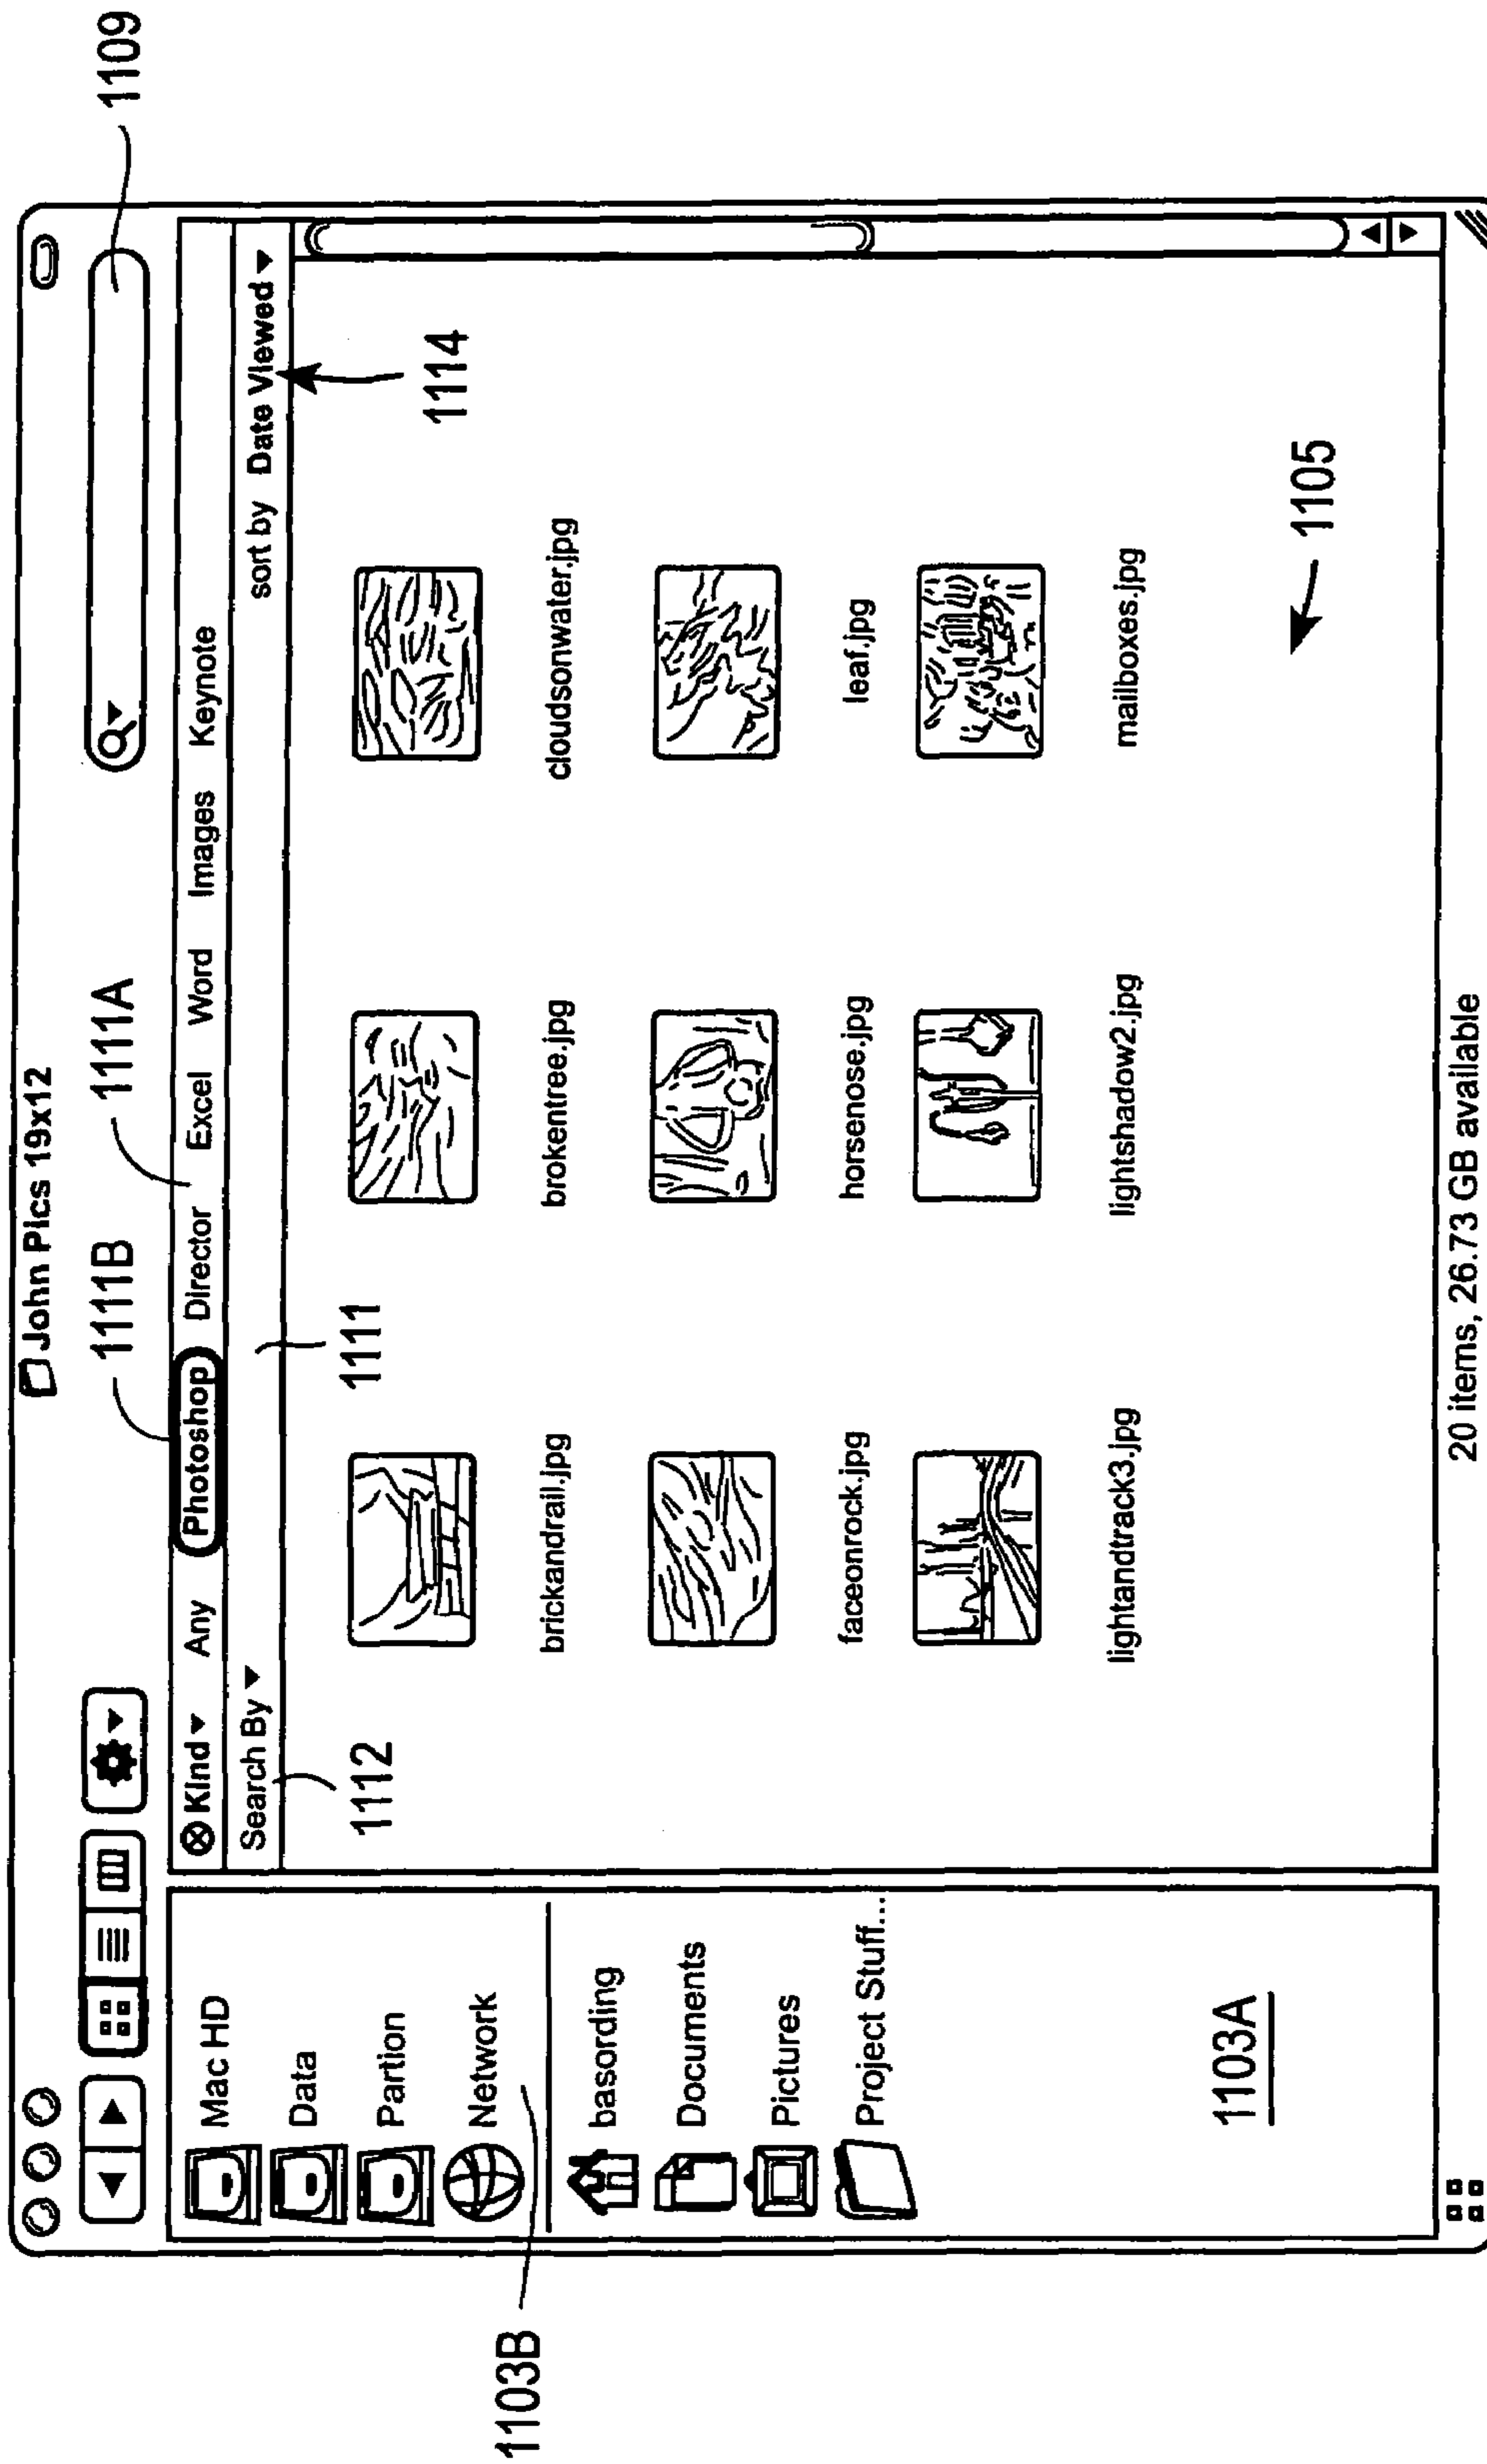 John Pics 19x12
1109
1111B
1111A
Kind Any Photoshop Director Excel Word Images Keynote
Search By
sort by Date Viewed
1112
1111
1114
Mac HD
Data
Partion
Network
1103B
basording
Documents
Pictures
Project Stuff...
1103A
brickandrail.jpg brokentree.jpg cloudsonwater.jpg
faceonrock.jpg horsenose.jpg leaf.jpg
lightandtrack3.jpg lightshadow2.jpg mailboxes.jpg
1105
20 items, 26.73 GB available